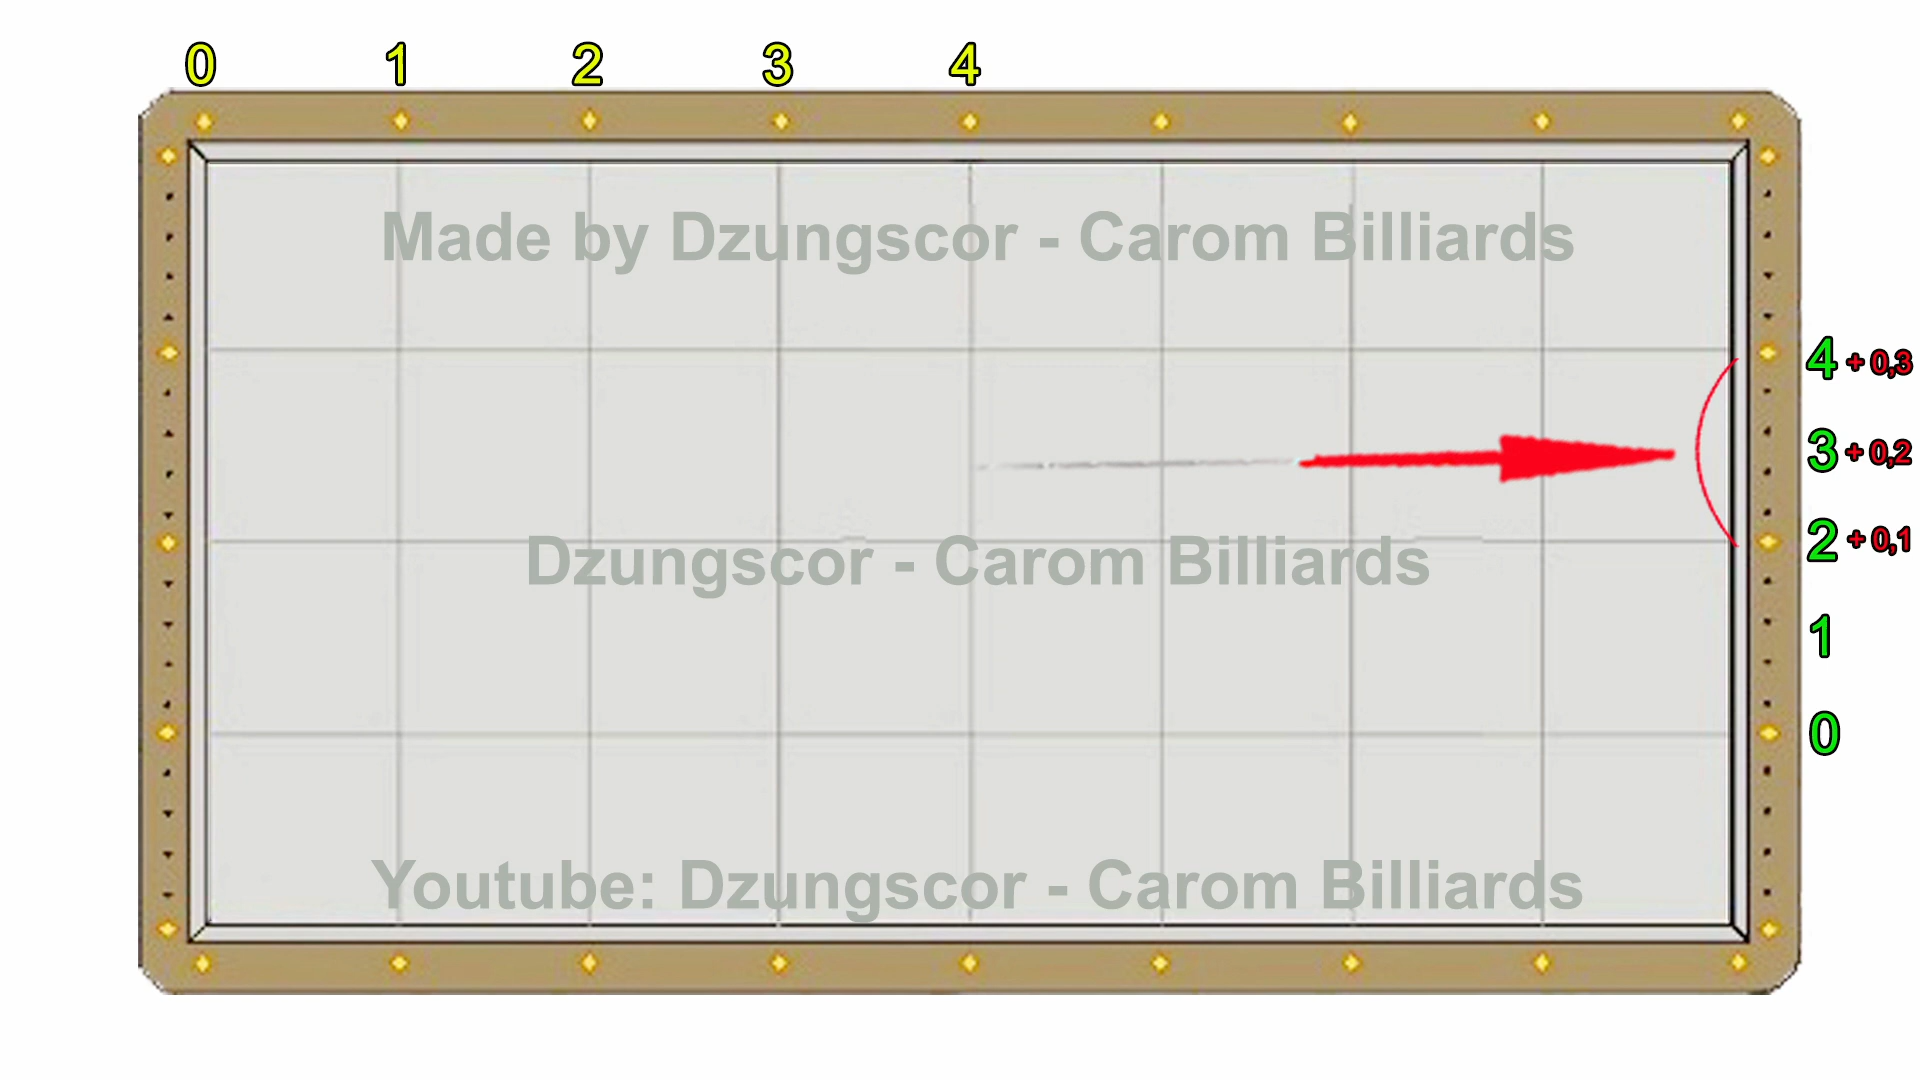 0 1 2 3 4
Made by Dzungscor - Carom Billiards
4 + 0,3
3 + 0,2
Dzungscor - Carom Billiards
2 + 0,1
1
0
Youtube: Dzungscor - Carom Billiards